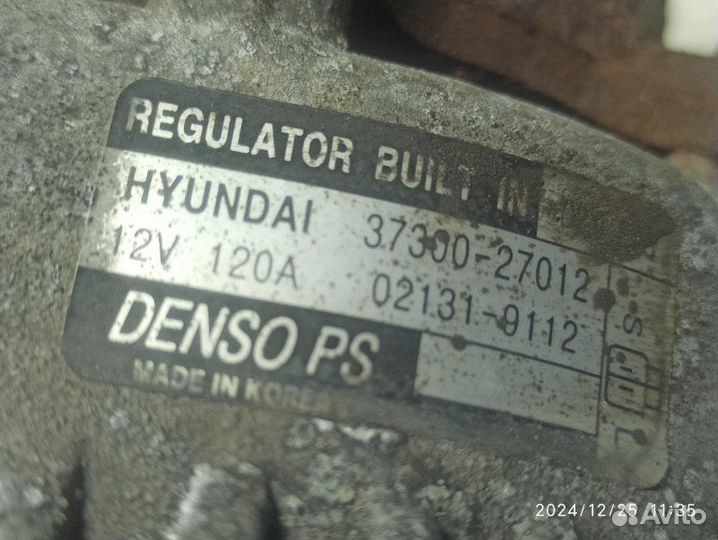 REGULATOR BUILT IN
HYUNDAI 37300-27012
12V 120A 02131-9112
DENSO PS
MADE IN KOREA
L
S
2024/12/25 11:35
Avito